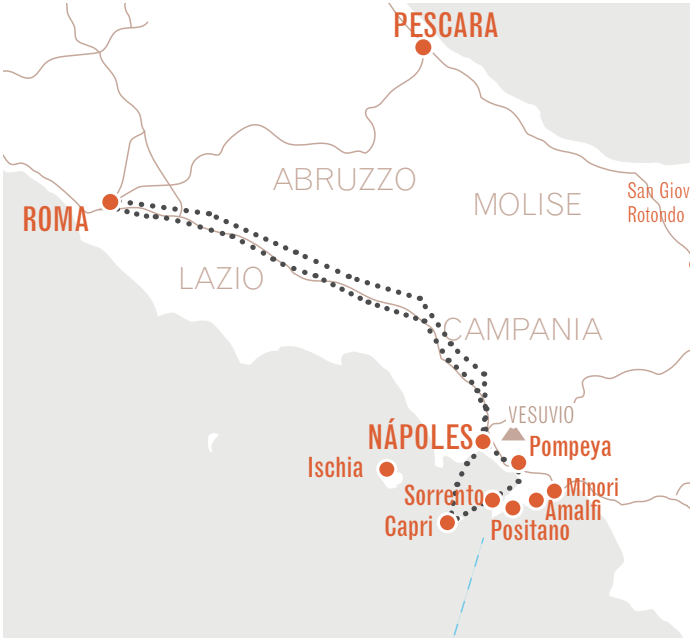 PESCARA
ABRUZZO
MOLISE
San Giov
Rotondo
ROMA
LAZIO
CAMPANIA
VESUVIO
NÁPOLES
Pompeya
Ischia
Sorrento
Minori
Amalfi
Capri
Positano